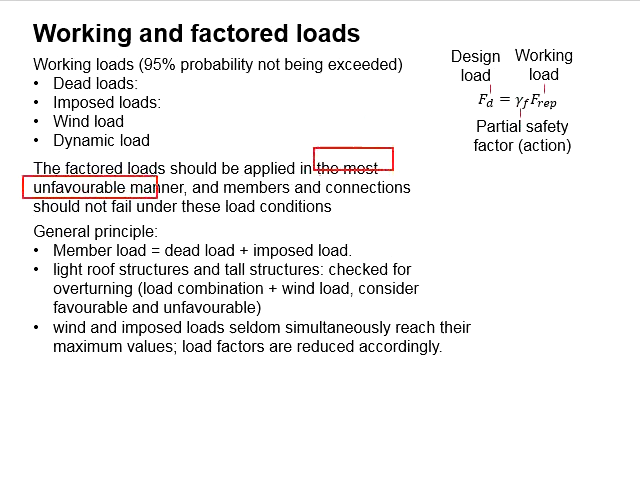 Working and factored loads
Working loads (95% probability not being exceeded)
• Dead loads:
• Imposed loads:
• Wind load
• Dynamic load
Design load
Working load
F_d = γ_f F_rep
Partial safety
factor (action)
The factored loads should be applied in the most
unfavourable manner, and members and connections
should not fail under these load conditions
General principle:
• Member load = dead load + imposed load.
• light roof structures and tall structures: checked for
overturning (load combination + wind load, consider
favourable and unfavourable)
• wind and imposed loads seldom simultaneously reach their
maximum values; load factors are reduced accordingly.